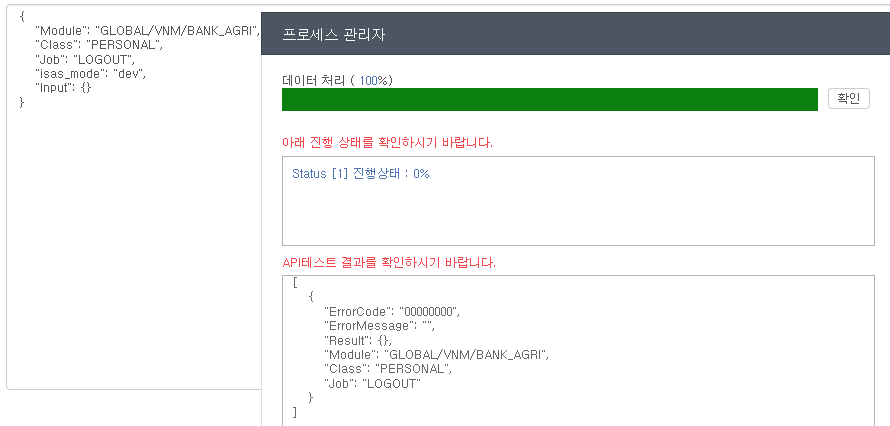 {
"Module": "GLOBAL/VNM/BANK_AGRI",
"Class": "PERSONAL",
"Job": "LOGOUT",
"isas_mode": "dev",
"Input": {}
}
프로세스 관리자
데이터 처리 ( 100%)
확인
아래 진행 상태를 확인하시기 바랍니다.
Status [1] 진행상태 : 0%
API테스트 결과를 확인하시기 바랍니다.
[
{
"ErrorCode": "00000000",
"ErrorMessage": "",
"Result": {},
"Module": "GLOBAL/VNM/BANK_AGRI",
"Class": "PERSONAL",
"Job": "LOGOUT"
}
]